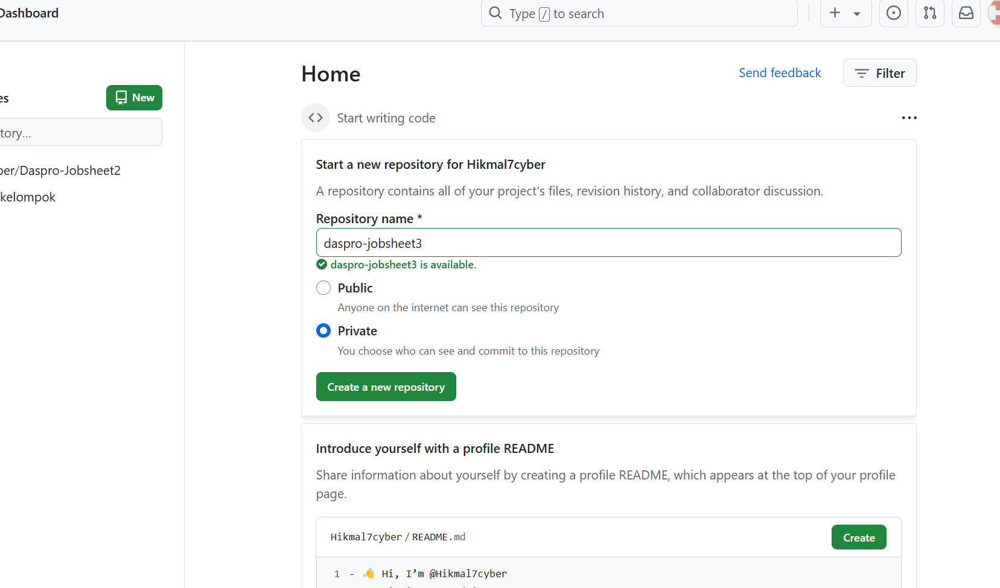 Dashboard
Type / to search
Home
Send feedback
Filter
es
New
Start writing code
tory...
Start a new repository for Hikmal7cyber
ber/Daspro-Jobsheet2
A repository contains all of your project's files, revision history, and collaborator discussion.
kelompok
Repository name *
daspro-jobsheet3
daspro-jobsheet3 is available.
Public
Anyone on the internet can see this repository
Private
You choose who can see and commit to this repository
Create a new repository
Introduce yourself with a profile README
Share information about yourself by creating a profile README, which appears at the top of your profile
page.
Hikmal7cyber / README.md
Create
1 - 👋 Hi, I’m @Hikmal7cyber